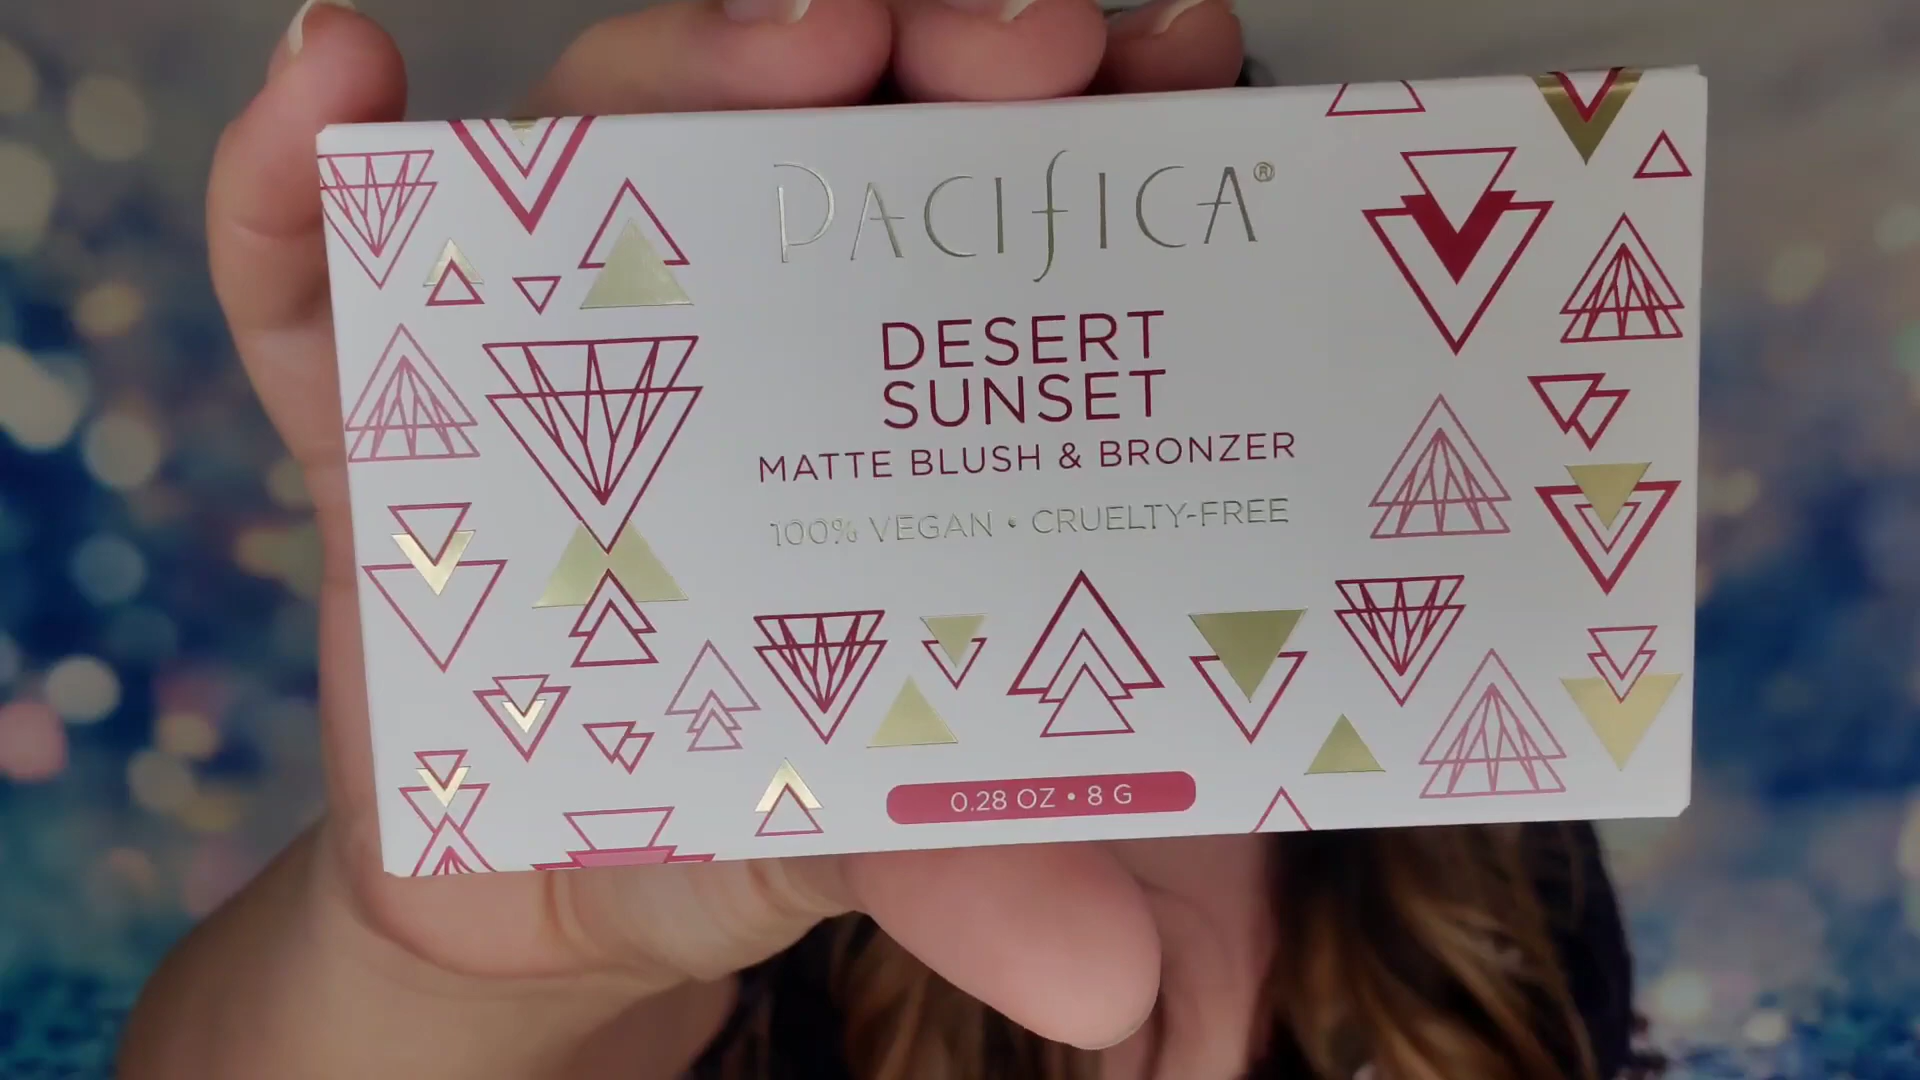 PACIFICA®
DESERT
SUNSET
MATTE BLUSH & BRONZER
100% VEGAN • CRUELTY-FREE
0.28 OZ • 8 G